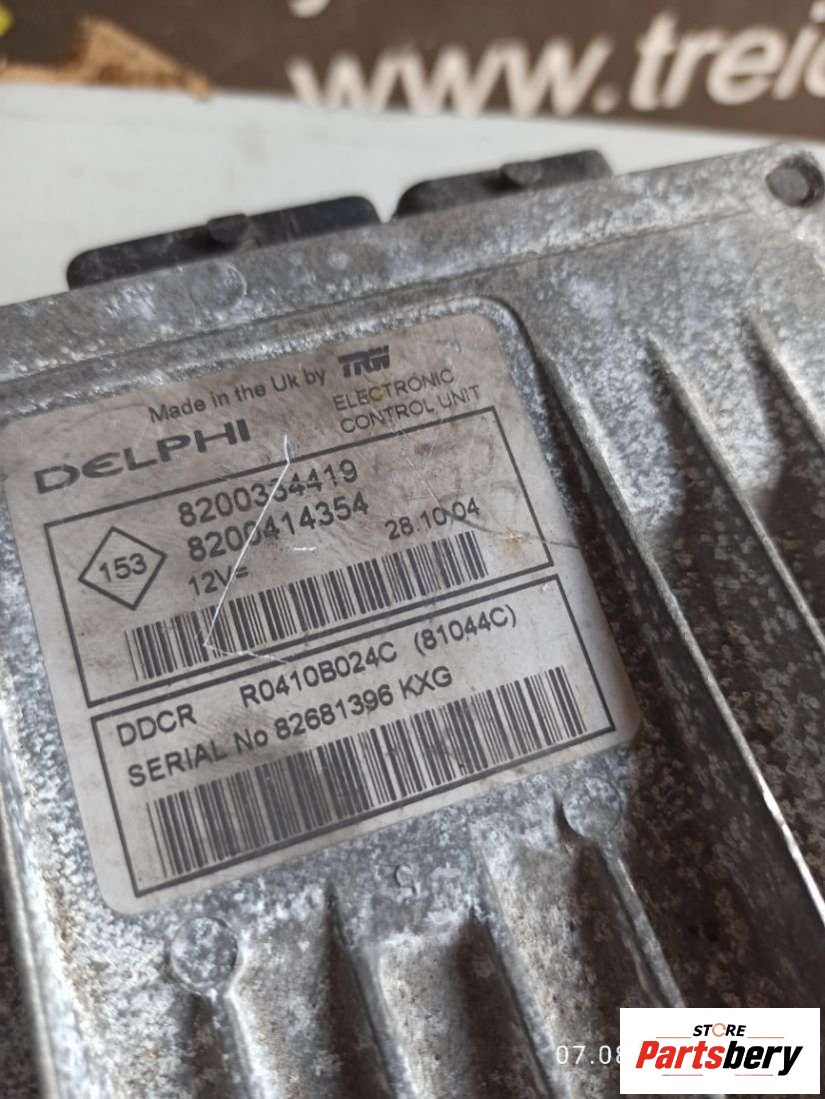 www.treic
Made in the Uk by TRW
DELPHI
ELECTRONIC
CONTROL UNIT
8200334419
8200414354
153
12V=
28.10.04
DDCR R0410B024C (81044C)
SERIAL No 82681396 KXG
07.08
STORE
Partsbery